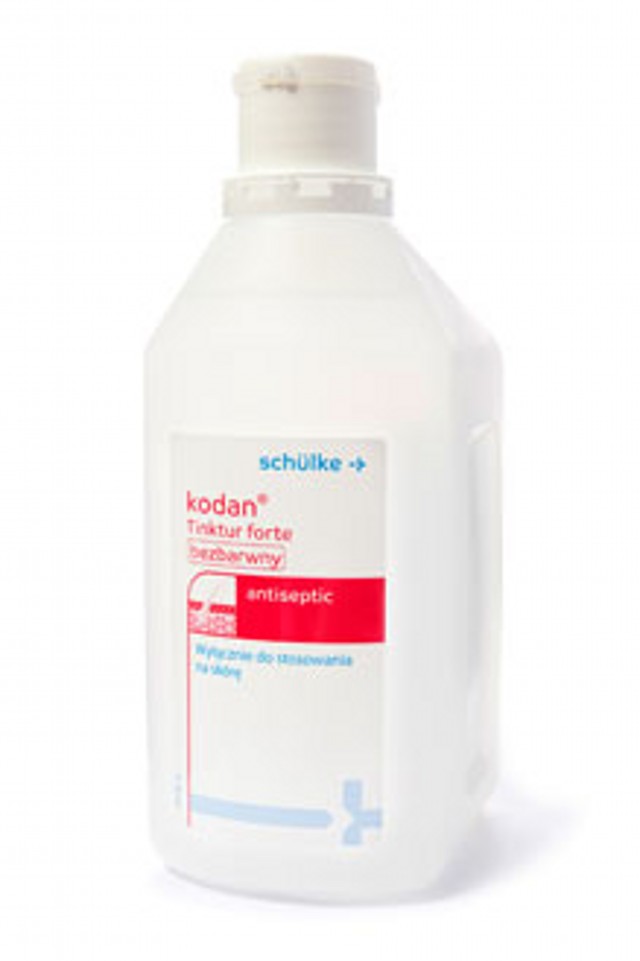 schülke
kodan®
Tinktur forte
bezbarwny
antiseptic
Wyłącznie do stosowania
na skórę